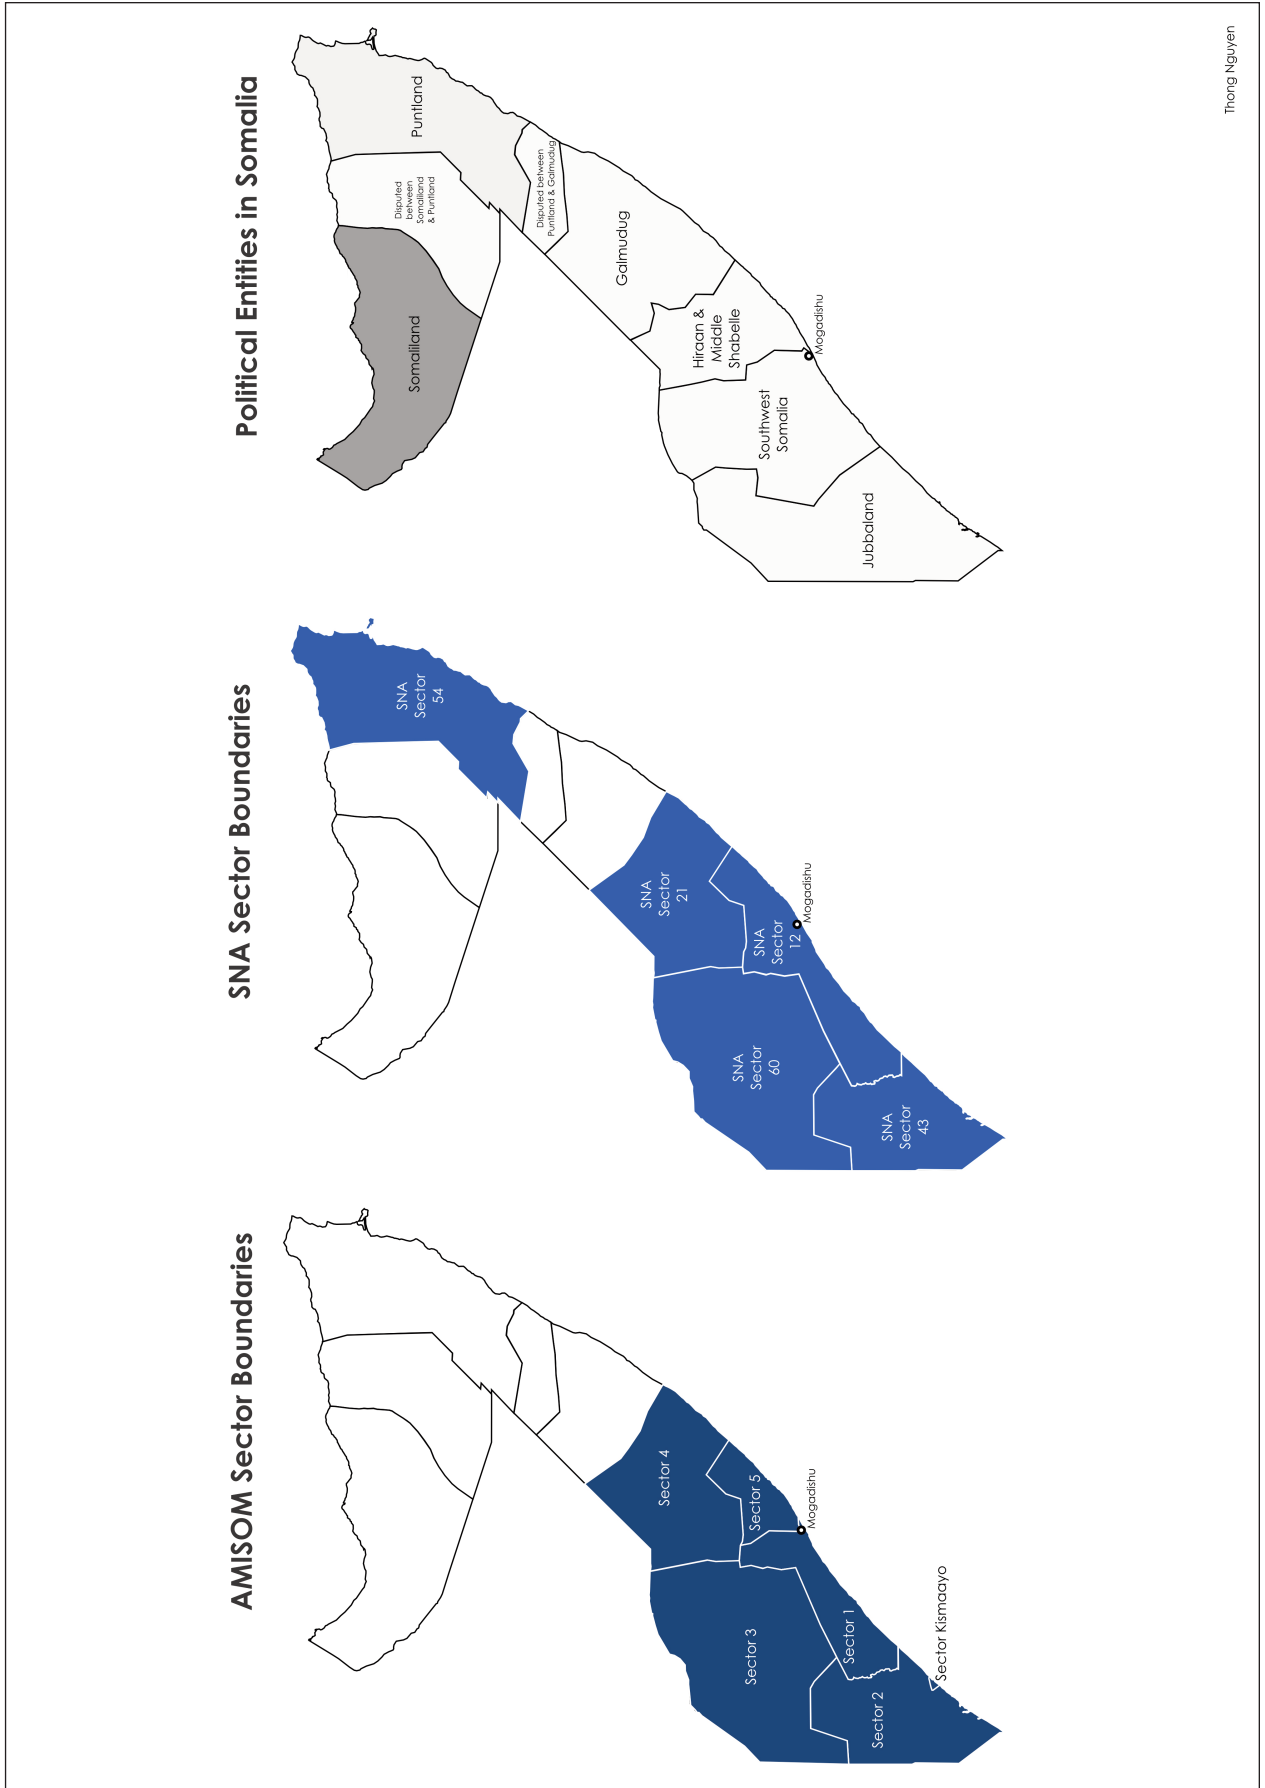 AMISOM Sector Boundaries
Sector 4
Sector 5
Mogadishu
Sector 3
Sector 1
Sector Kismaayo
Sector 2
SNA Sector Boundaries
SNA
Sector
54
SNA
Sector
21
SNA
Sector
12
Mogadishu
SNA
Sector
60
SNA
Sector
43
Political Entities in Somalia
Puntland
Disputed
between
Somaliland
& Puntland
Somaliland
Disputed between
Puntland & Galmudug
Galmudug
Hiraan &
Middle
Shabelle
Mogadishu
Southwest
Somalia
Jubbaland
Thong Nguyen